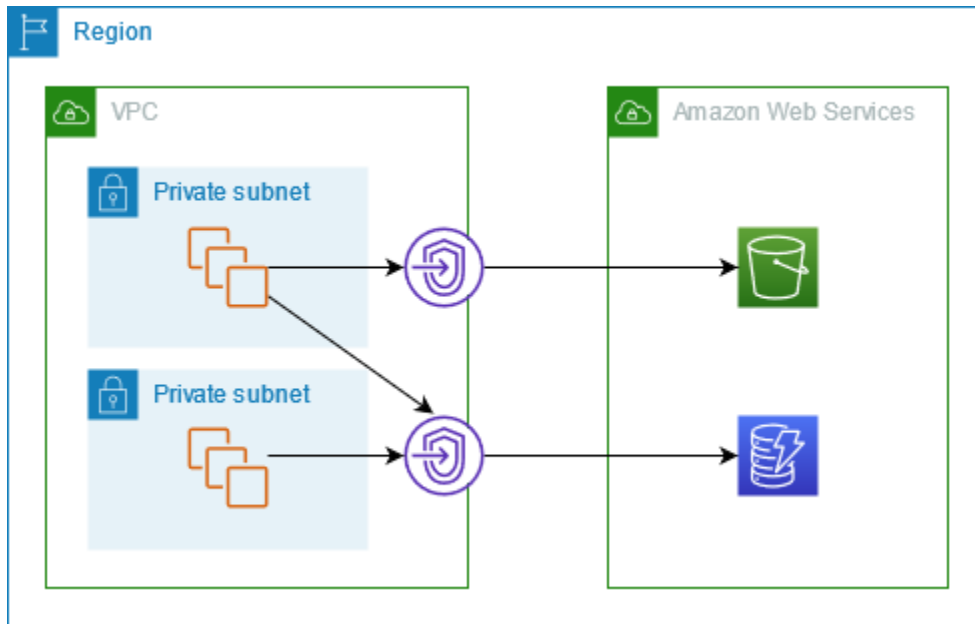 Region
VPC
Amazon Web Services
Private subnet
Private subnet